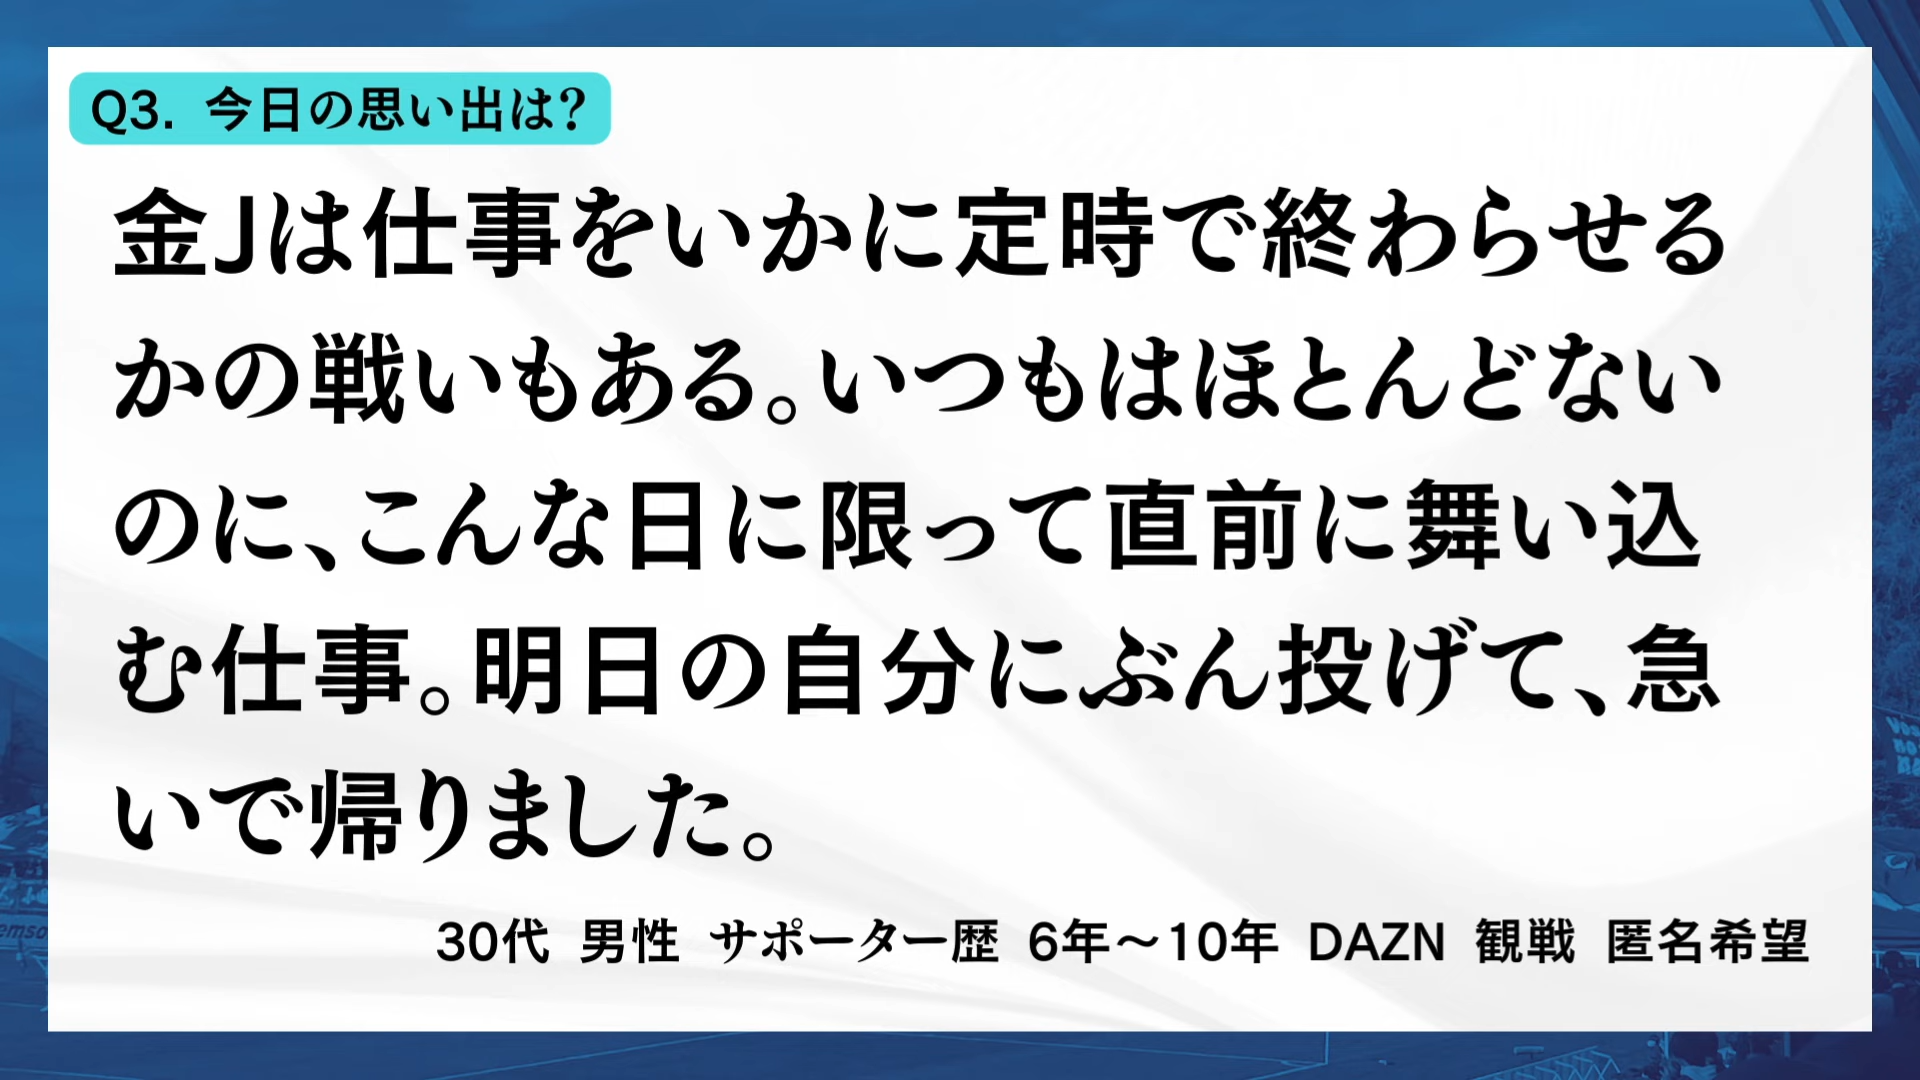 Q3. 今日の思い出は?
金Jは仕事をいかに定時で終わらせる
かの戦いもある。いつもはほとんどない
のに、こんな日に限って直前に舞い込
む仕事。明日の自分にぶん投げて、急
いで帰りました。
30代 男性 サポーター歴 6年〜10年 DAZN 観戦 匿名希望